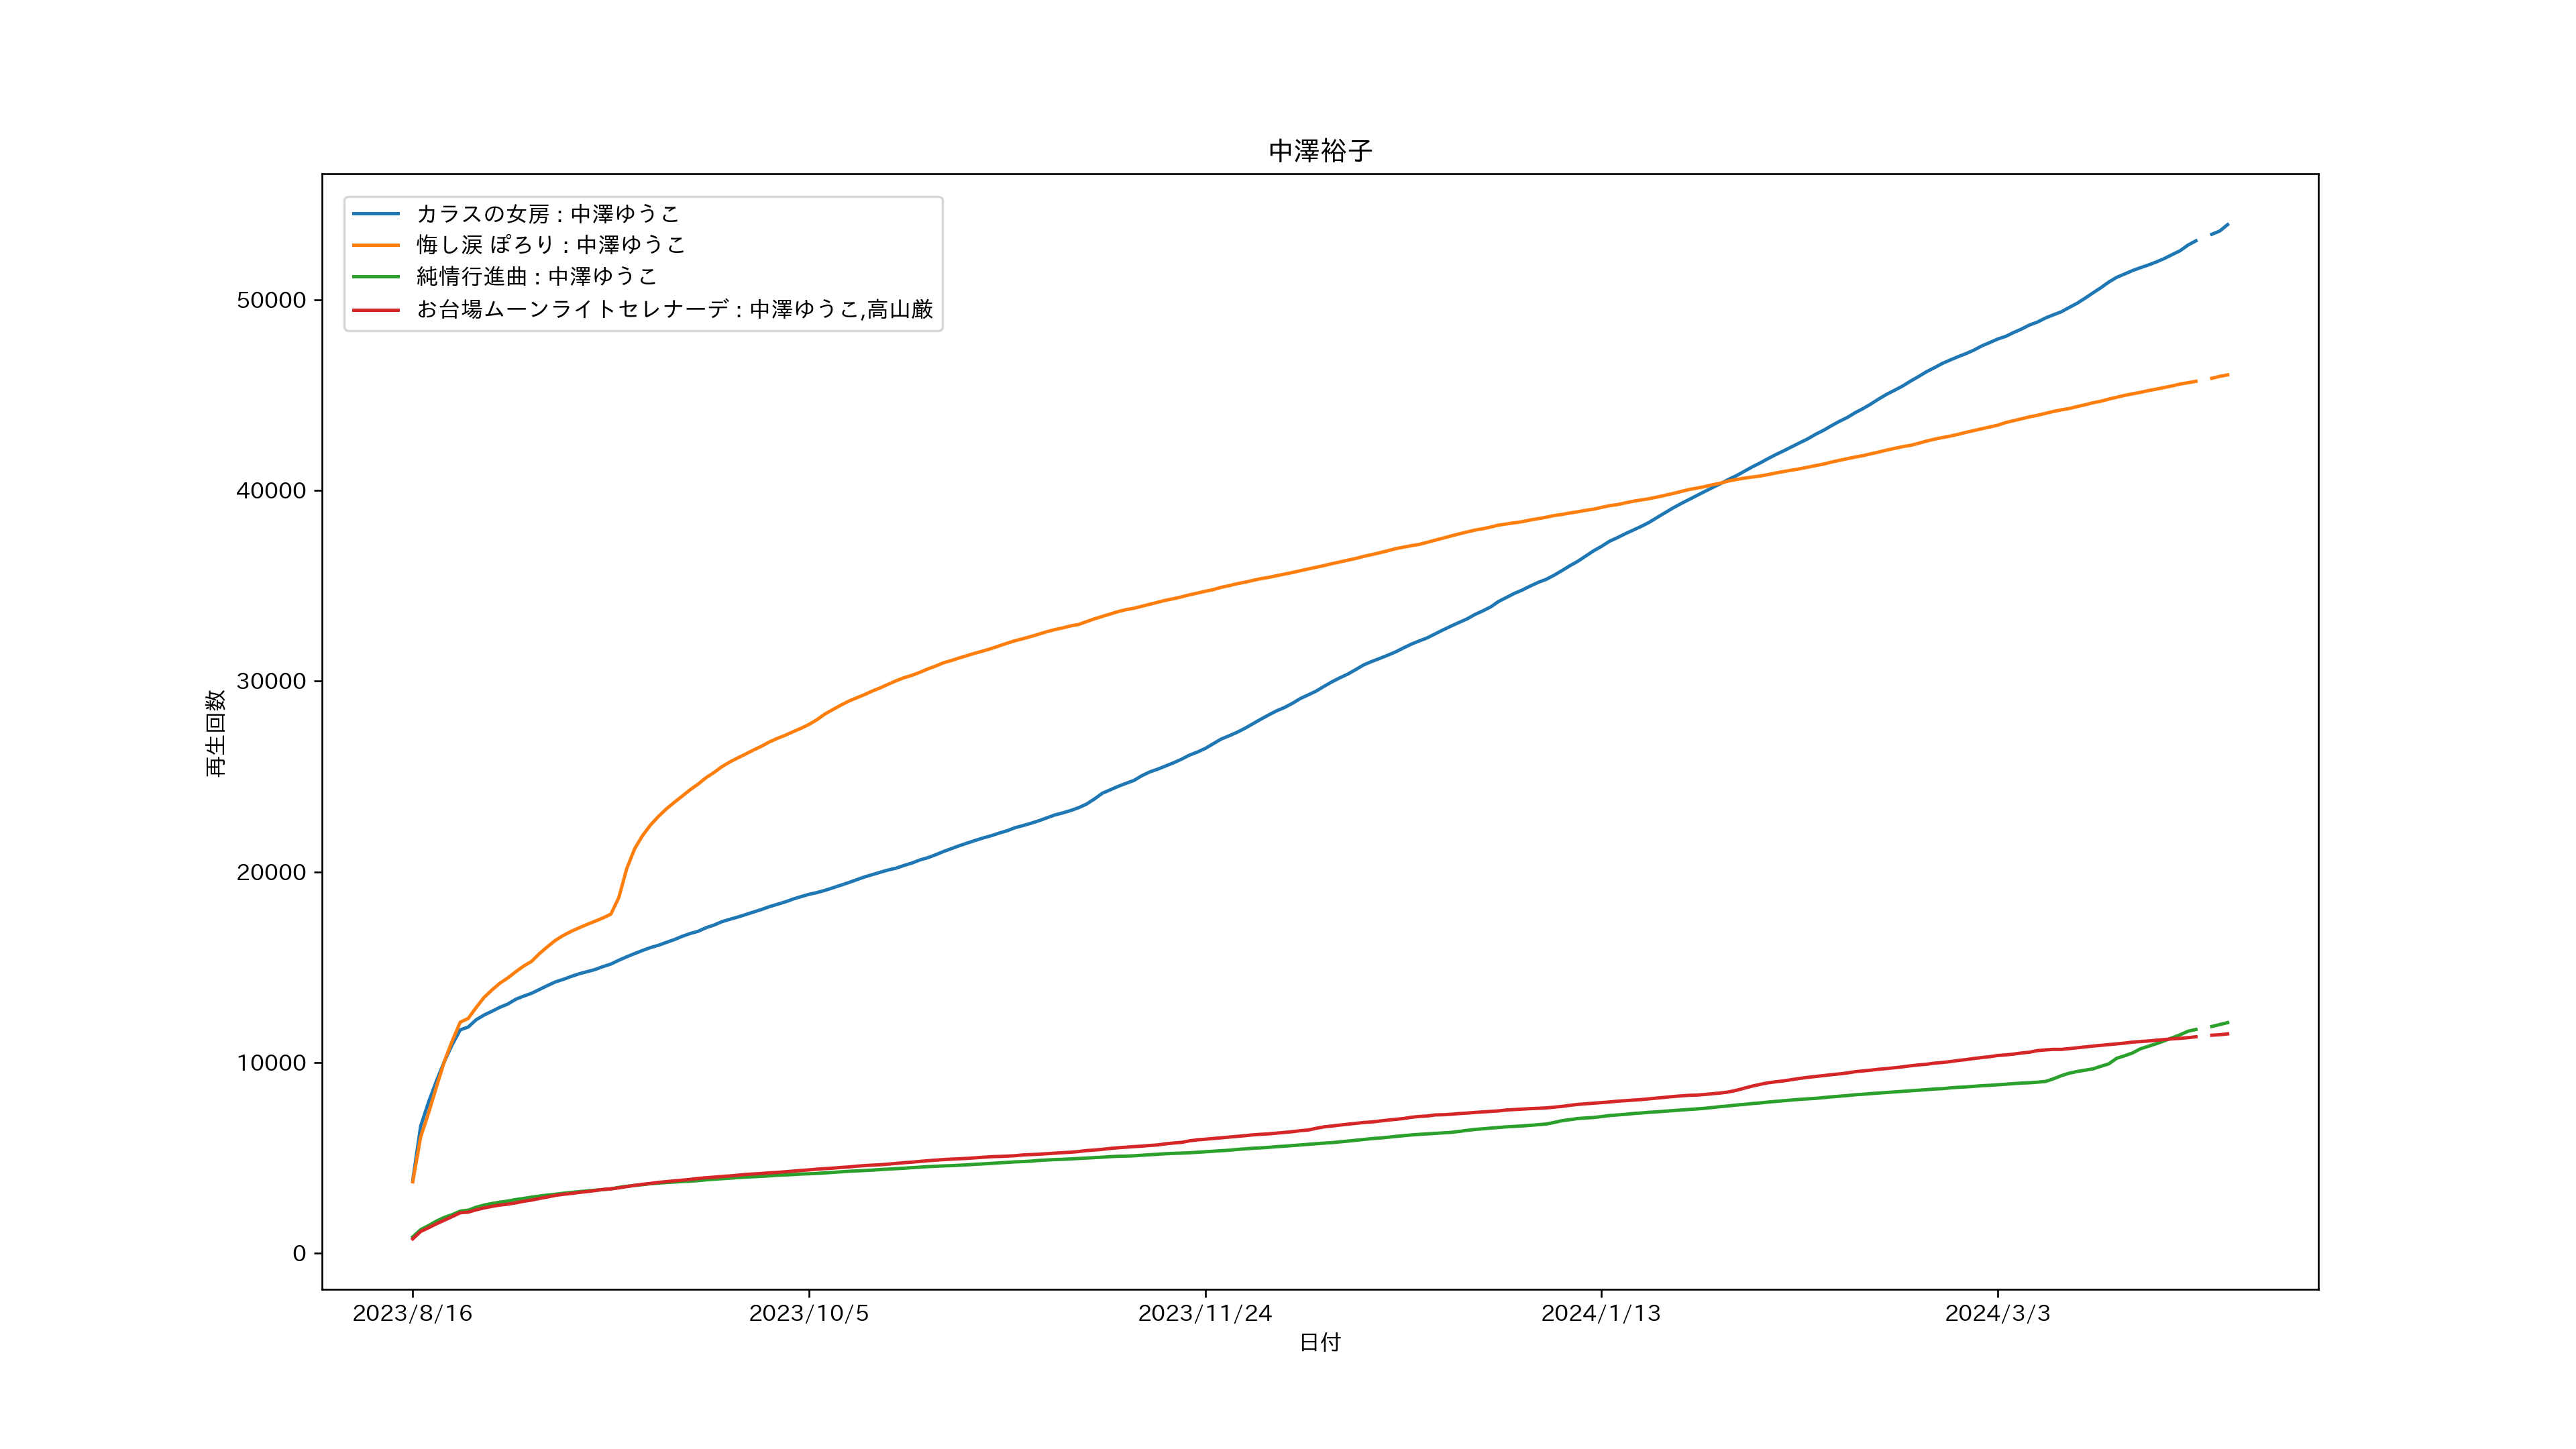 中澤裕子
カラスの女房 : 中澤ゆうこ
悔し涙 ぽろり : 中澤ゆうこ
純情行進曲 : 中澤ゆうこ
お台場ムーンライトセレナーデ : 中澤ゆうこ,高山厳
再生回数
50000
40000
30000
20000
10000
0
2023/8/16
2023/10/5
2023/11/24
2024/1/13
2024/3/3
日付